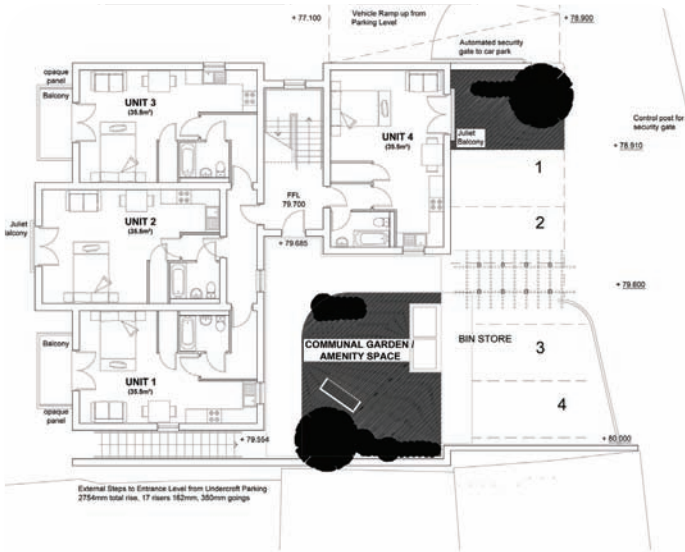 + 77.100
Vehicle Ramp up from
Parking Level
+ 78.900
Automated security
gate to car park
opaque
panel
Balcony
UNIT 3
(35.5m²)
UNIT 4
(35.5m²)
Juliet
Balcony
Control post for
security gate
+ 78.910
1
FFL
79.700
2
UNIT 2
(35.5m²)
Juliet
Balcony
+ 79.685
+ 79.600
COMMUNAL GARDEN /
AMENITY SPACE
BIN STORE
3
Balcony
UNIT 1
(35.5m²)
4
opaque
panel
+ 79.554
+ 80.000
External Steps to Entrance Level from Undercroft Parking
2754mm total rise, 17 risers 162mm, 350mm goings